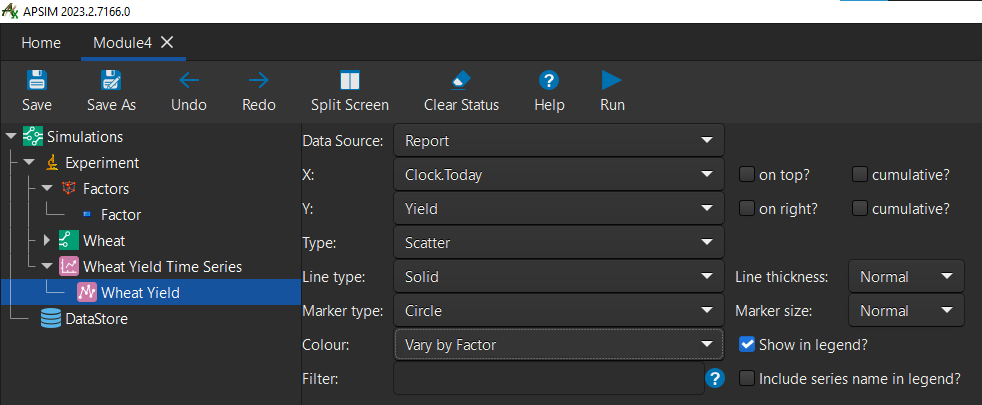 APSIM 2023.2.7166.0
Home Module4
Save Save As Undo Redo Split Screen Clear Status Help Run
Simulations
Experiment
Factors
Factor
Wheat
Wheat Yield Time Series
Wheat Yield
DataStore
Data Source: Report
X: Clock.Today on top? cumulative?
Y: Yield on right? cumulative?
Type: Scatter
Line type: Solid Line thickness: Normal
Marker type: Circle Marker size: Normal
Colour: Vary by Factor Show in legend?
Filter: ? Include series name in legend?